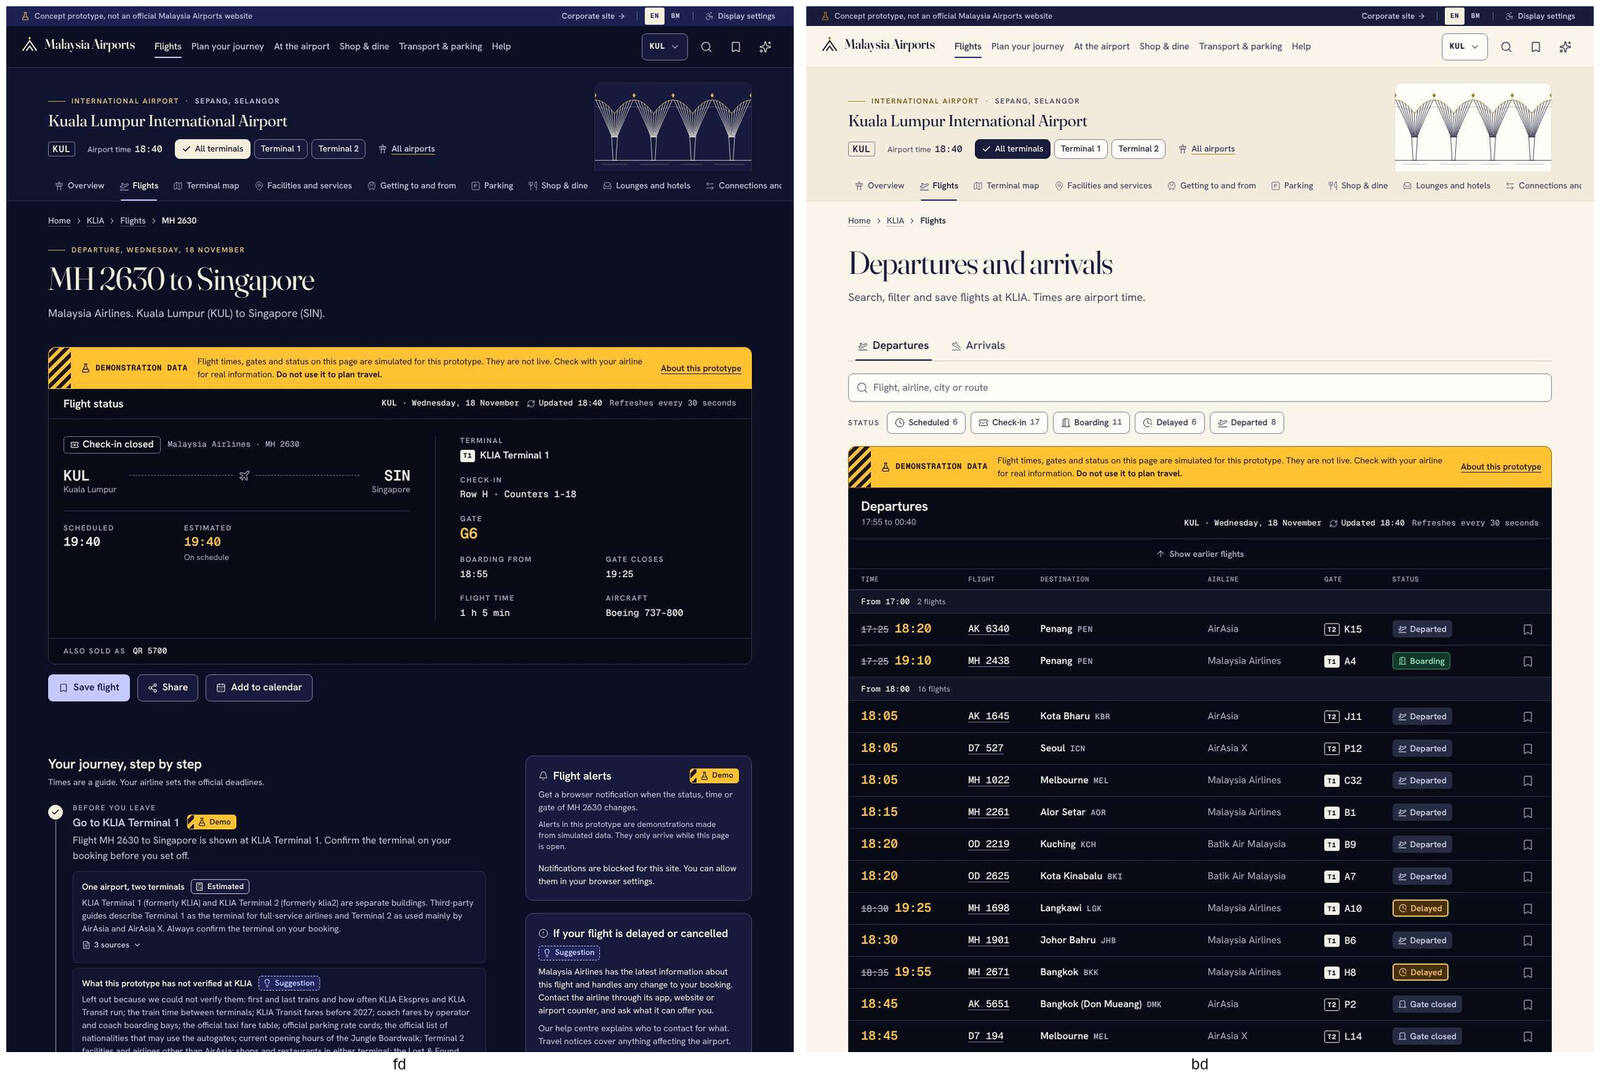 Concept prototype, not an official Malaysia Airports website
Corporate site → EN BM Display settings
Malaysia Airports Flights Plan your journey At the airport Shop & dine Transport & parking Help KUL
INTERNATIONAL AIRPORT · SEPANG, SELANGOR
Kuala Lumpur International Airport
KUL Airport time 18:40 All terminals Terminal 1 Terminal 2 All airports
Overview Flights Terminal map Facilities and services Getting to and from Parking Shop & dine Lounges and hotels Connections anc
Home > KLIA > Flights > MH 2630
DEPARTURE, WEDNESDAY, 18 NOVEMBER
MH 2630 to Singapore
Malaysia Airlines. Kuala Lumpur (KUL) to Singapore (SIN).
DEMONSTRATION DATA
Flight times, gates and status on this page are simulated for this prototype. They are not live. Check with your airline
for real information. Do not use it to plan travel.
About this prototype
Flight status
KUL · Wednesday, 18 November Updated 18:40 Refreshes every 30 seconds
Check-in closed Malaysia Airlines · MH 2630
KUL SIN
Kuala Lumpur Singapore
SCHEDULED ESTIMATED
19:40 19:40
On schedule
TERMINAL
T1 KLIA Terminal 1
CHECK-IN
Row H · Counters 1-18
GATE
G6
BOARDING FROM GATE CLOSES
18:55 19:25
FLIGHT TIME AIRCRAFT
1 h 5 min Boeing 737-800
ALSO SOLD AS QR 5700
Save flight Share Add to calendar
Your journey, step by step
Times are a guide. Your airline sets the official deadlines.
BEFORE YOU LEAVE
Go to KLIA Terminal 1 Demo
Flight MH 2630 to Singapore is shown at KLIA Terminal 1. Confirm the terminal on your
booking before you set off.
One airport, two terminals Estimated
KLIA Terminal 1 (formerly KLIA) and KLIA Terminal 2 (formerly klia2) are separate buildings. Third-party
guides describe Terminal 1 as the terminal for full-service airlines and Terminal 2 as used mainly by
AirAsia and AirAsia X. Always confirm the terminal on your booking.
3 sources
What this prototype has not verified at KLIA Suggestion
Left out because we could not verify them: first and last trains and how often KLIA Ekspres and KLIA
Transit run; the train time between terminals; KLIA Transit fares before 2027; coach fares by operator
and coach boarding bays; the official taxi fare table; official parking rate cards; the official list of
nationalities that may use the autogates; current opening hours of the Jungle Boardwalk; Terminal 2
facilities and airlines other than AirAsia; shops and restaurants in either terminal; the Lost & Found
Flight alerts Demo
Get a browser notification when the status, time or
gate of MH 2630 changes.
Alerts in this prototype are demonstrations made
from simulated data. They only arrive while this page
is open.
Notifications are blocked for this site. You can allow
them in your browser settings.
If your flight is delayed or cancelled
Suggestion
Malaysia Airlines has the latest information about
this flight and handles any change to your booking.
Contact the airline through its app, website or
airport counter, and ask what it can offer you.
Our help centre explains who to contact for what.
Travel notices cover anything affecting the airport.
fd
Concept prototype, not an official Malaysia Airports website
Corporate site → EN BM Display settings
Malaysia Airports Flights Plan your journey At the airport Shop & dine Transport & parking Help KUL
INTERNATIONAL AIRPORT · SEPANG, SELANGOR
Kuala Lumpur International Airport
KUL Airport time 18:40 All terminals Terminal 1 Terminal 2 All airports
Overview Flights Terminal map Facilities and services Getting to and from Parking Shop & dine Lounges and hotels Connections anc
Home > KLIA > Flights
Departures and arrivals
Search, filter and save flights at KLIA. Times are airport time.
Departures Arrivals
Flight, airline, city or route
STATUS Scheduled 6 Check-in 17 Boarding 11 Delayed 6 Departed 8
DEMONSTRATION DATA
Flight times, gates and status on this page are simulated for this prototype. They are not live. Check with your airline
for real information. Do not use it to plan travel.
About this prototype
Departures
17:55 to 00:40
KUL · Wednesday, 18 November Updated 18:40 Refreshes every 30 seconds
↑ Show earlier flights
TIME FLIGHT DESTINATION AIRLINE GATE STATUS
From 17:00 2 flights
17:25 18:20 AK 6340 Penang PEN AirAsia T2 K15 Departed
17:25 19:10 MH 2438 Penang PEN Malaysia Airlines T1 A4 Boarding
From 18:00 16 flights
18:05 AK 1645 Kota Bharu KBR AirAsia T2 J11 Departed
18:05 D7 527 Seoul ICN AirAsia X T2 P12 Departed
18:05 MH 1022 Melbourne MEL Malaysia Airlines T1 C32 Departed
18:15 MH 2261 Alor Setar AOR Malaysia Airlines T1 B1 Departed
18:20 OD 2219 Kuching KCH Batik Air Malaysia T1 B9 Departed
18:20 OD 2625 Kota Kinabalu BKI Batik Air Malaysia T1 A7 Departed
18:30 19:25 MH 1698 Langkawi LGK Malaysia Airlines T1 A10 Delayed
18:30 MH 1901 Johor Bahru JHB Malaysia Airlines T1 B6 Departed
18:35 19:55 MH 2671 Bangkok BKK Malaysia Airlines T1 H8 Delayed
18:45 AK 5651 Bangkok (Don Mueang) DMK AirAsia T2 P2 Gate closed
18:45 D7 194 Melbourne MEL Malaysia Airlines T2 L14 Gate closed
bd